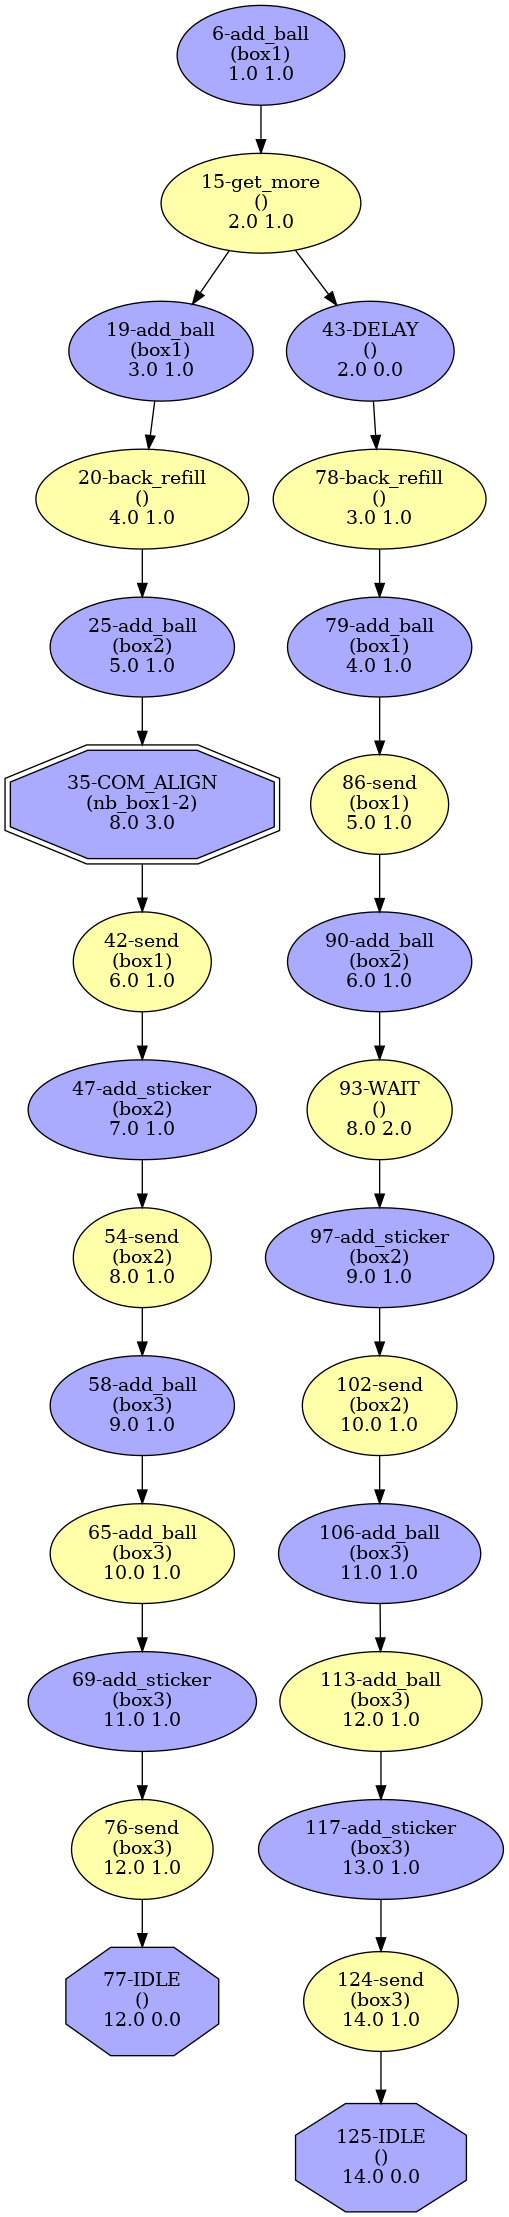 6-add_ball
(box1)
1.0 1.0
15-get_more
()
2.0 1.0
19-add_ball
(box1)
3.0 1.0
43-DELAY
()
2.0 0.0
20-back_refill
()
4.0 1.0
78-back_refill
()
3.0 1.0
25-add_ball
(box2)
5.0 1.0
79-add_ball
(box1)
4.0 1.0
35-COM_ALIGN
(nb_box1-2)
8.0 3.0
86-send
(box1)
5.0 1.0
42-send
(box1)
6.0 1.0
90-add_ball
(box2)
6.0 1.0
47-add_sticker
(box2)
7.0 1.0
93-WAIT
()
8.0 2.0
54-send
(box2)
8.0 1.0
97-add_sticker
(box2)
9.0 1.0
58-add_ball
(box3)
9.0 1.0
102-send
(box2)
10.0 1.0
65-add_ball
(box3)
10.0 1.0
106-add_ball
(box3)
11.0 1.0
69-add_sticker
(box3)
11.0 1.0
113-add_ball
(box3)
12.0 1.0
76-send
(box3)
12.0 1.0
117-add_sticker
(box3)
13.0 1.0
77-IDLE
()
12.0 0.0
124-send
(box3)
14.0 1.0
125-IDLE
()
14.0 0.0